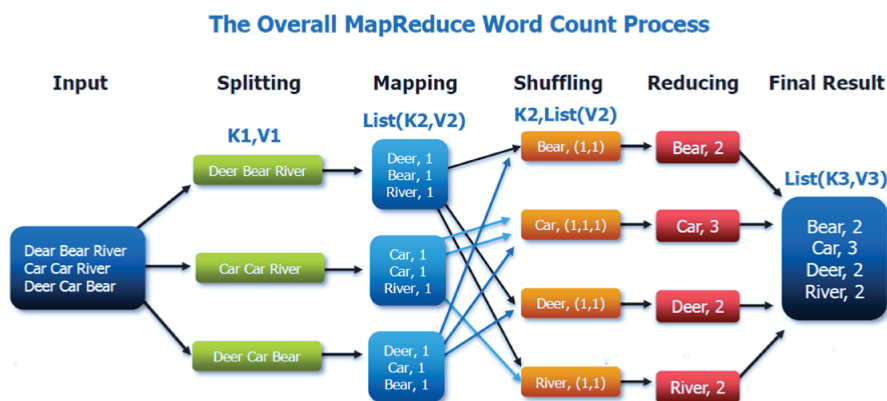 The Overall MapReduce Word Count Process
Input
Splitting
Mapping
Shuffling
Reducing
Final Result
K1,V1
List(K2,V2)
K2,List(V2)
List(K3,V3)
Dear Bear River
Car Car River
Deer Car Bear
Deer Bear River
Car Car River
Deer Car Bear
Deer, 1
Bear, 1
River, 1
Car, 1
Car, 1
River, 1
Deer, 1
Car, 1
Bear, 1
Bear, (1,1)
Car, (1,1,1)
Deer, (1,1)
River, (1,1)
Bear, 2
Car, 3
Deer, 2
River, 2
Bear, 2
Car, 3
Deer, 2
River, 2